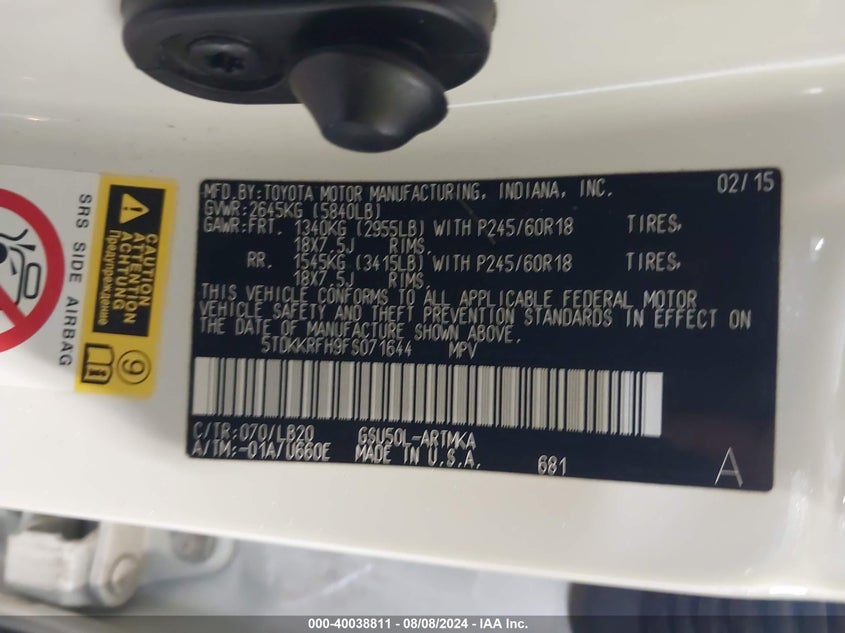 MFD.BY:TOYOTA MOTOR MANUFACTURING, INDIANA, INC. 02/15
GVWR:2645KG (5840LB)
GAWR:FRT. 1340KG (2955LB) WITH P245/60R18 TIRES,
18X7.5J RIMS,
RR. 1545KG (3415LB) WITH P245/60R18 TIRES,
18X7.5J RIMS.
THIS VEHICLE CONFORMS TO ALL APPLICABLE FEDERAL MOTOR
VEHICLE SAFETY AND THEFT PREVENTION STANDARDS IN EFFECT ON
THE DATE OF MANUFACTURE SHOWN ABOVE.
5TDKKRFH9FS071644 MPV
C/TR:070/LB20 GSU50L-ARTMKA
A/TM:-01A/U660E MADE IN U.S.A.
681
A
SRS SIDE AIRBAG
CAUTION
ATTENTION
ACHTUNG
Предупреждение
9
000-40038811 - 08/08/2024 - IAA Inc.